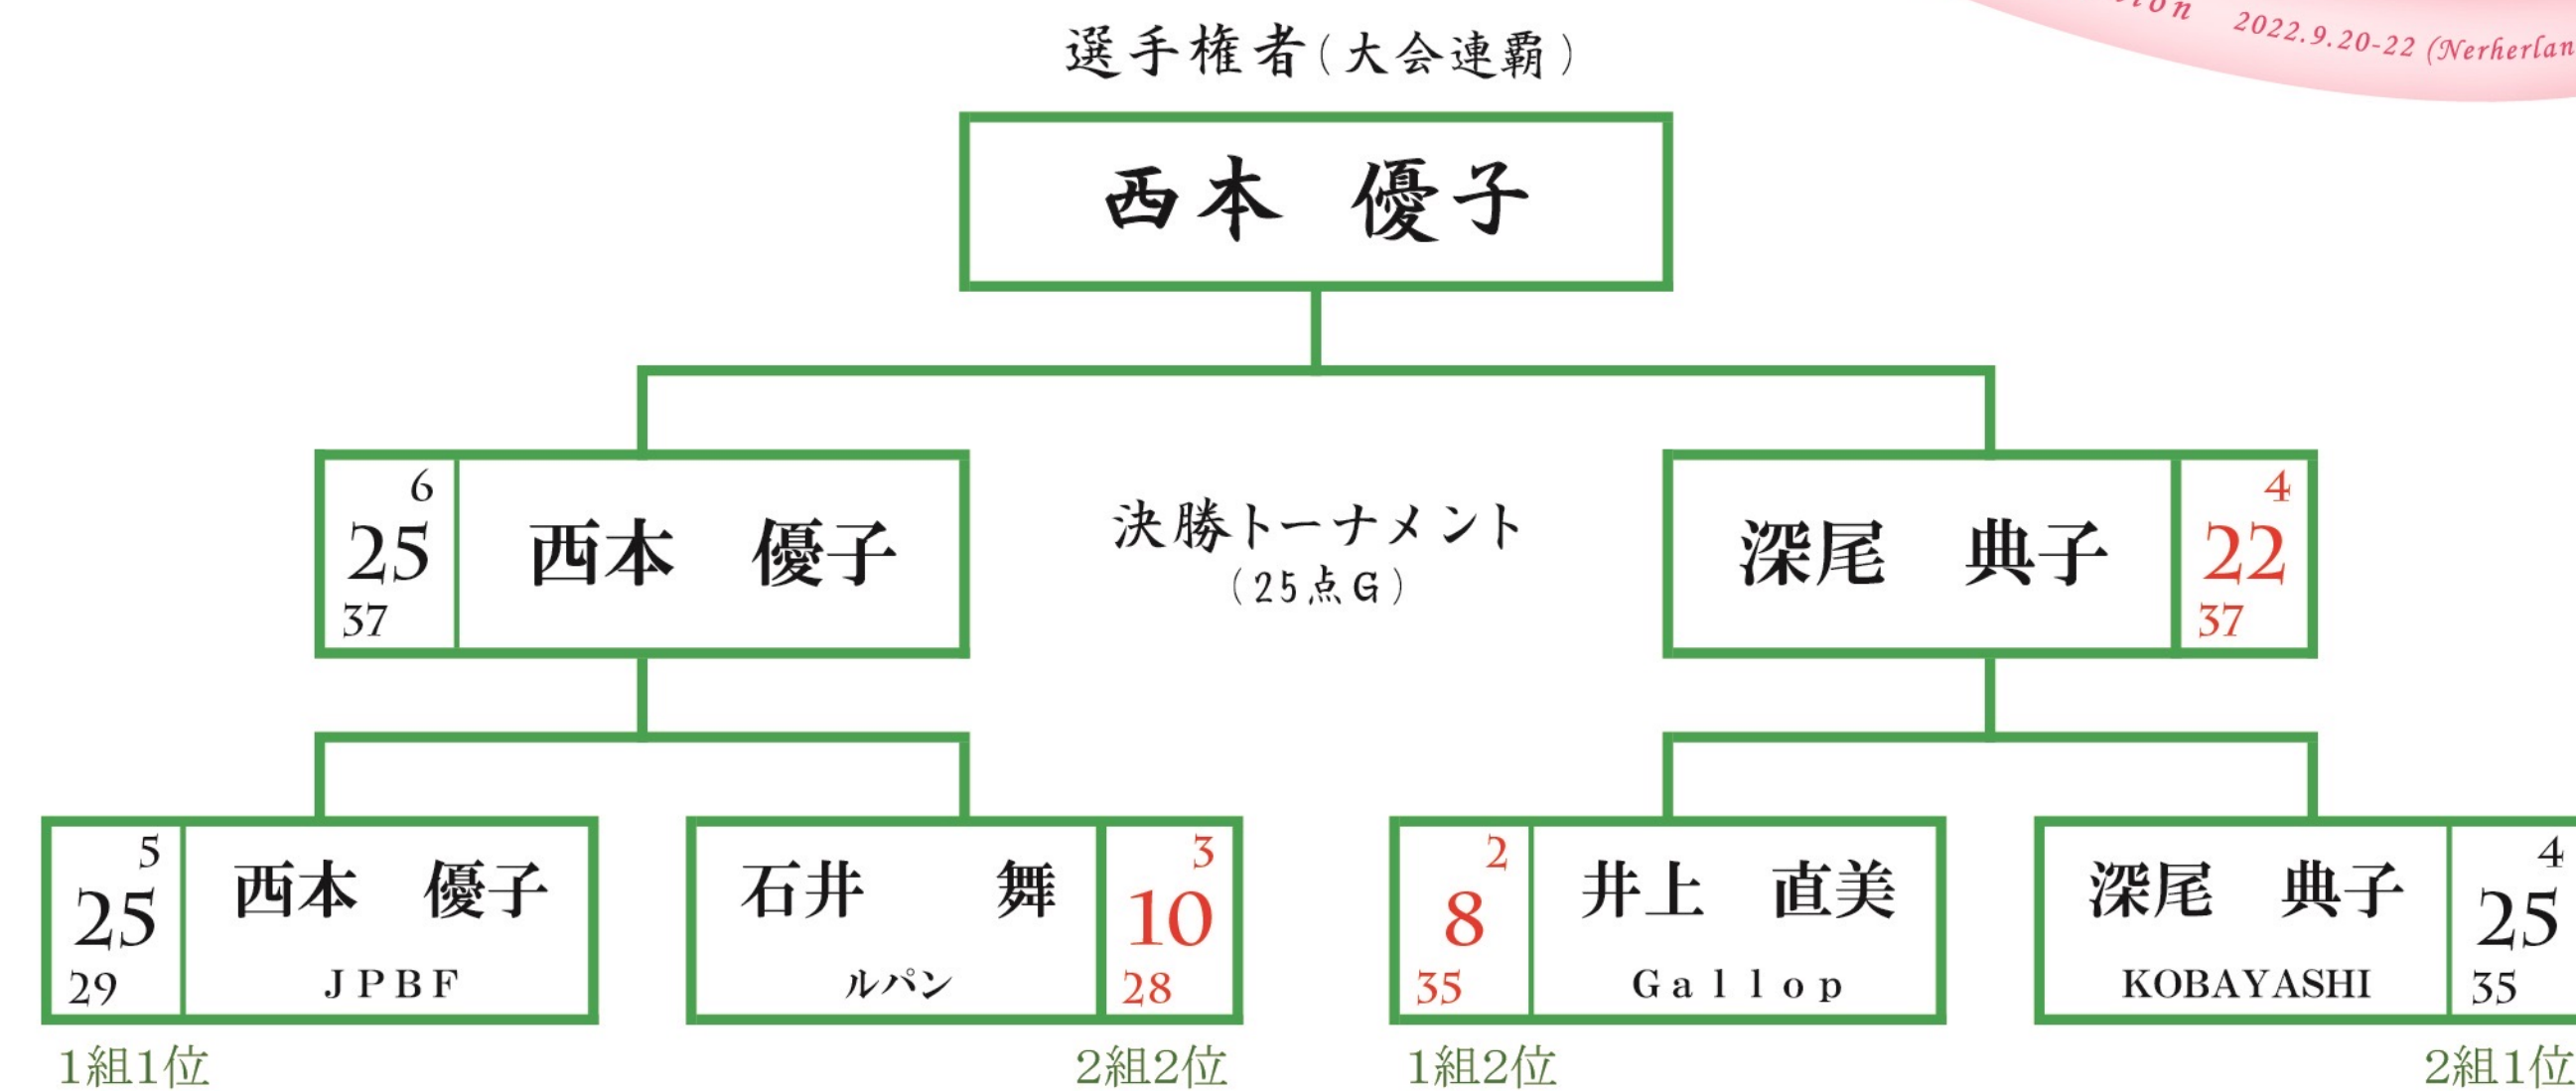 2022.9.20-22
選手権者(大会連覇)
西本 優子
6
25
37
西本 優子
決勝トーナメント
(25点G)
深尾 典子
4
22
37
5
25
29
西本 優子
JPBF
石井 舞
ルパン
3
10
28
2
8
35
井上 直美
Gallop
深尾 典子
KOBAYASHI
4
25
35
1組1位
2組2位
1組2位
2組1位